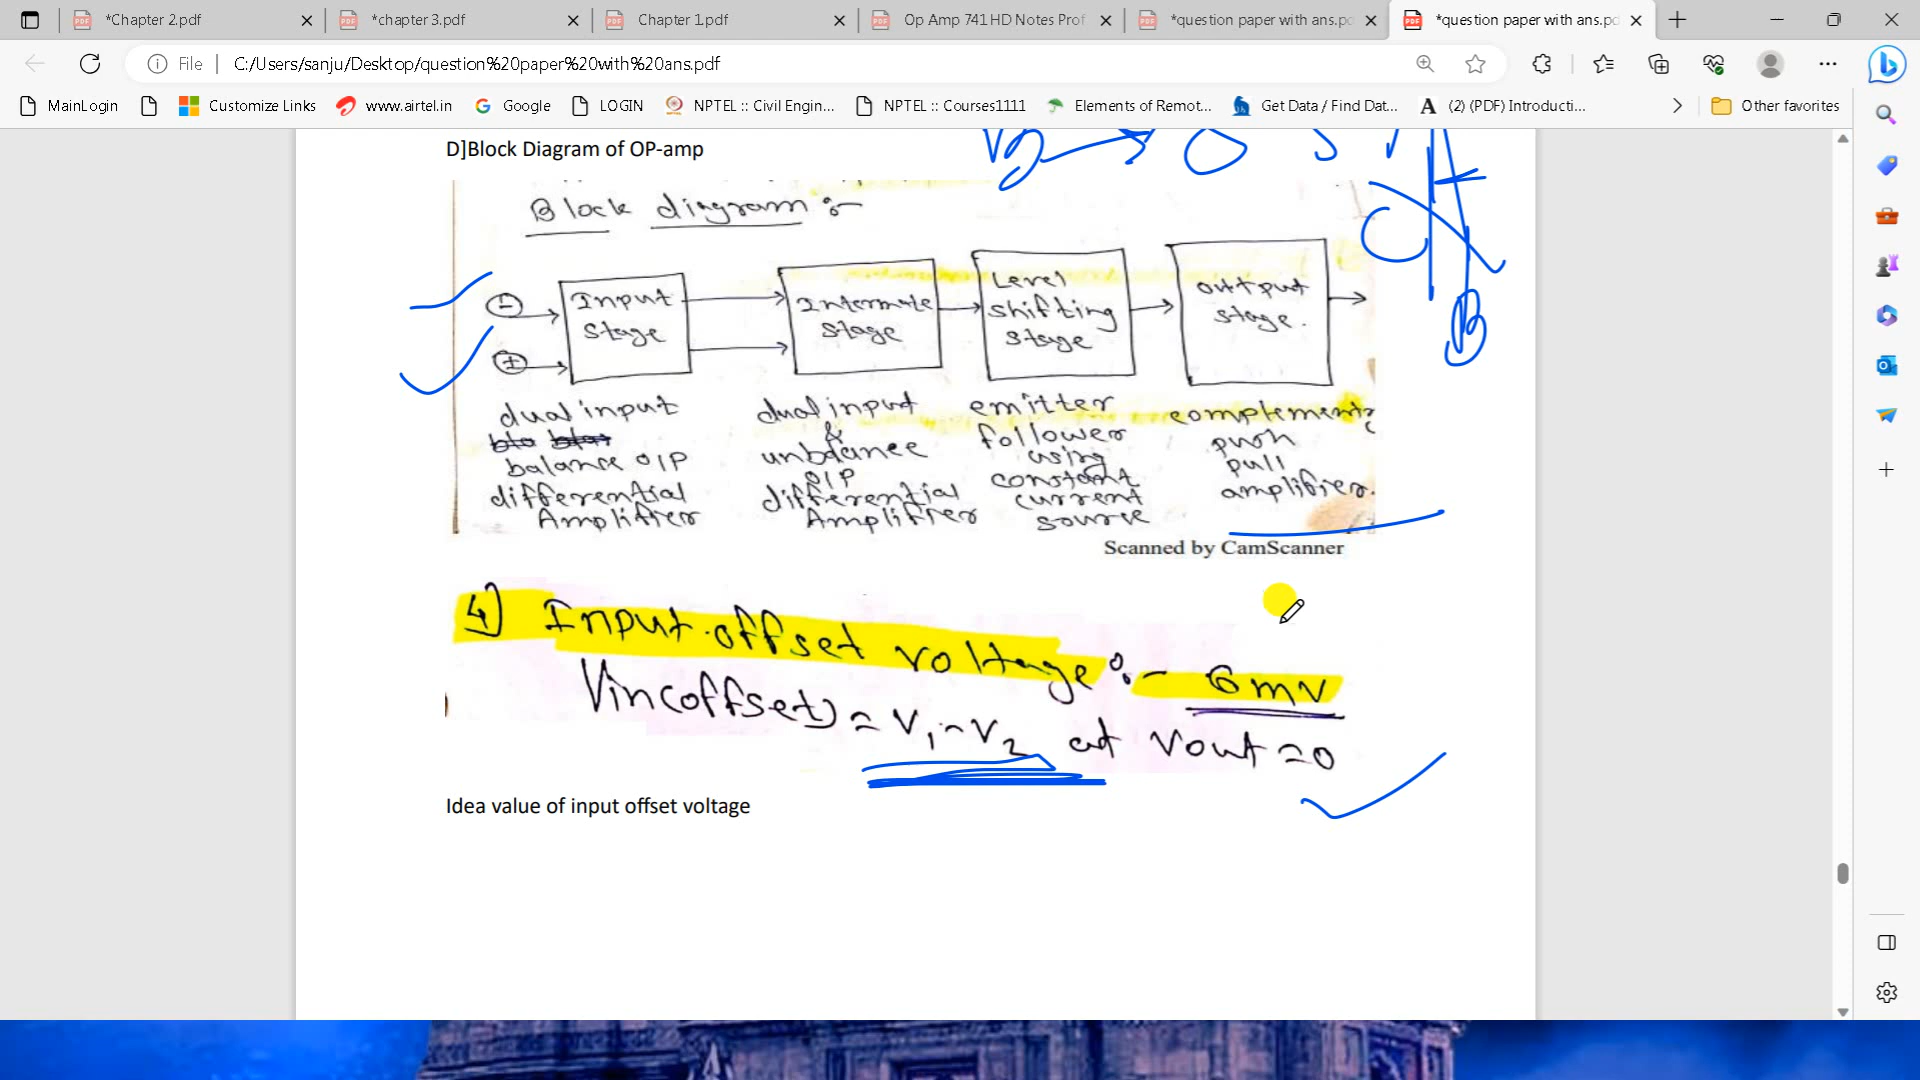 *Chapter 2.pdf
*chapter 3.pdf
Chapter 1.pdf
Op Amp 741 HD Notes Prof
*question paper with ans.pd
*question paper with ans.pd
File
C:/Users/sanju/Desktop/question%20paper%20with%20ans.pdf
MainLogin
Customize Links
www.airtel.in
Google
LOGIN
NPTEL :: Civil Engin...
NPTEL :: Courses1111
Elements of Remot...
Get Data / Find Dat...
(2) (PDF) Introducti...
Other favorites
D]Block Diagram of OP-amp
Block diagram :-
Input
stage
Intermate
stage
Level
shifting
stage
output
stage.
dual input
balance O/P
differential
Amplifier
dual input
&
unbalance
O/P
differential
Amplifier
emitter
follower
using
constant
current
source
push
pull
amplifier.
Scanned by CamScanner
4] Input offset voltage :- 6mV
Vin(offset) = V1-V2 at Vout=0
Idea value of input offset voltage
B